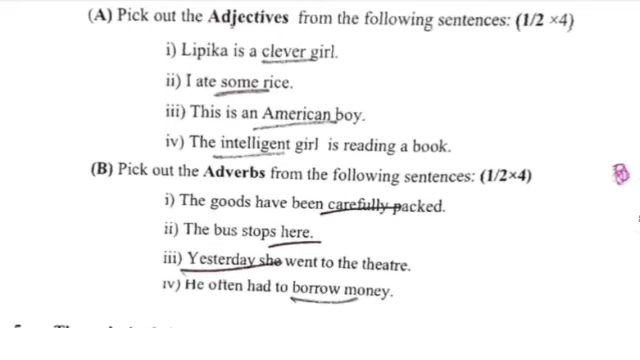 (A) Pick out the Adjectives from the following sentences: (1/2 ×4)
i) Lipika is a clever girl.
ii) I ate some rice.
iii) This is an American boy.
iv) The intelligent girl is reading a book.
(B) Pick out the Adverbs from the following sentences: (1/2×4)
i) The goods have been carefully packed.
ii) The bus stops here.
iii) Yesterday she went to the theatre.
iv) He often had to borrow money.